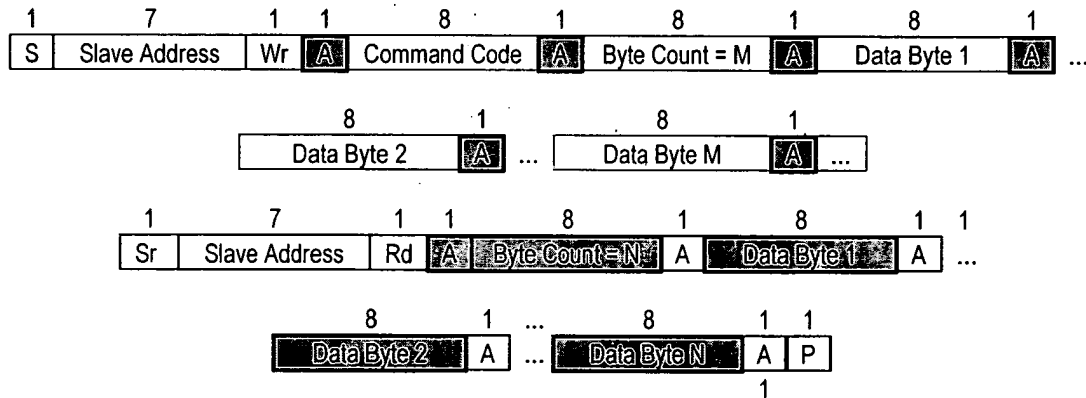 1 7 1 1 8 1 8 1 8 1
S Slave Address Wr A Command Code A Byte Count = M A Data Byte 1 A ...
8 1 8 1
Data Byte 2 A ... Data Byte M A ...
1 7 1 1 8 1 8 1 1
Sr Slave Address Rd A Byte Count = N A Data Byte 1 A ...
8 1 ... 8 1 1
Data Byte 2 A ... Data Byte N A P
1